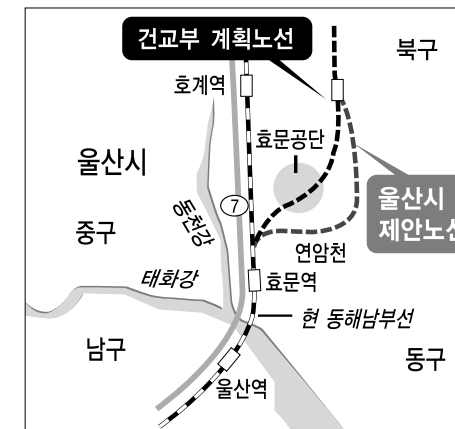 건교부 계획노선
북구
호계역
효문공단
울산시
울산시
제안노선
7
동천강
중구
연암천
태화강
효문역
현 동해남부선
남구
동구
울산역